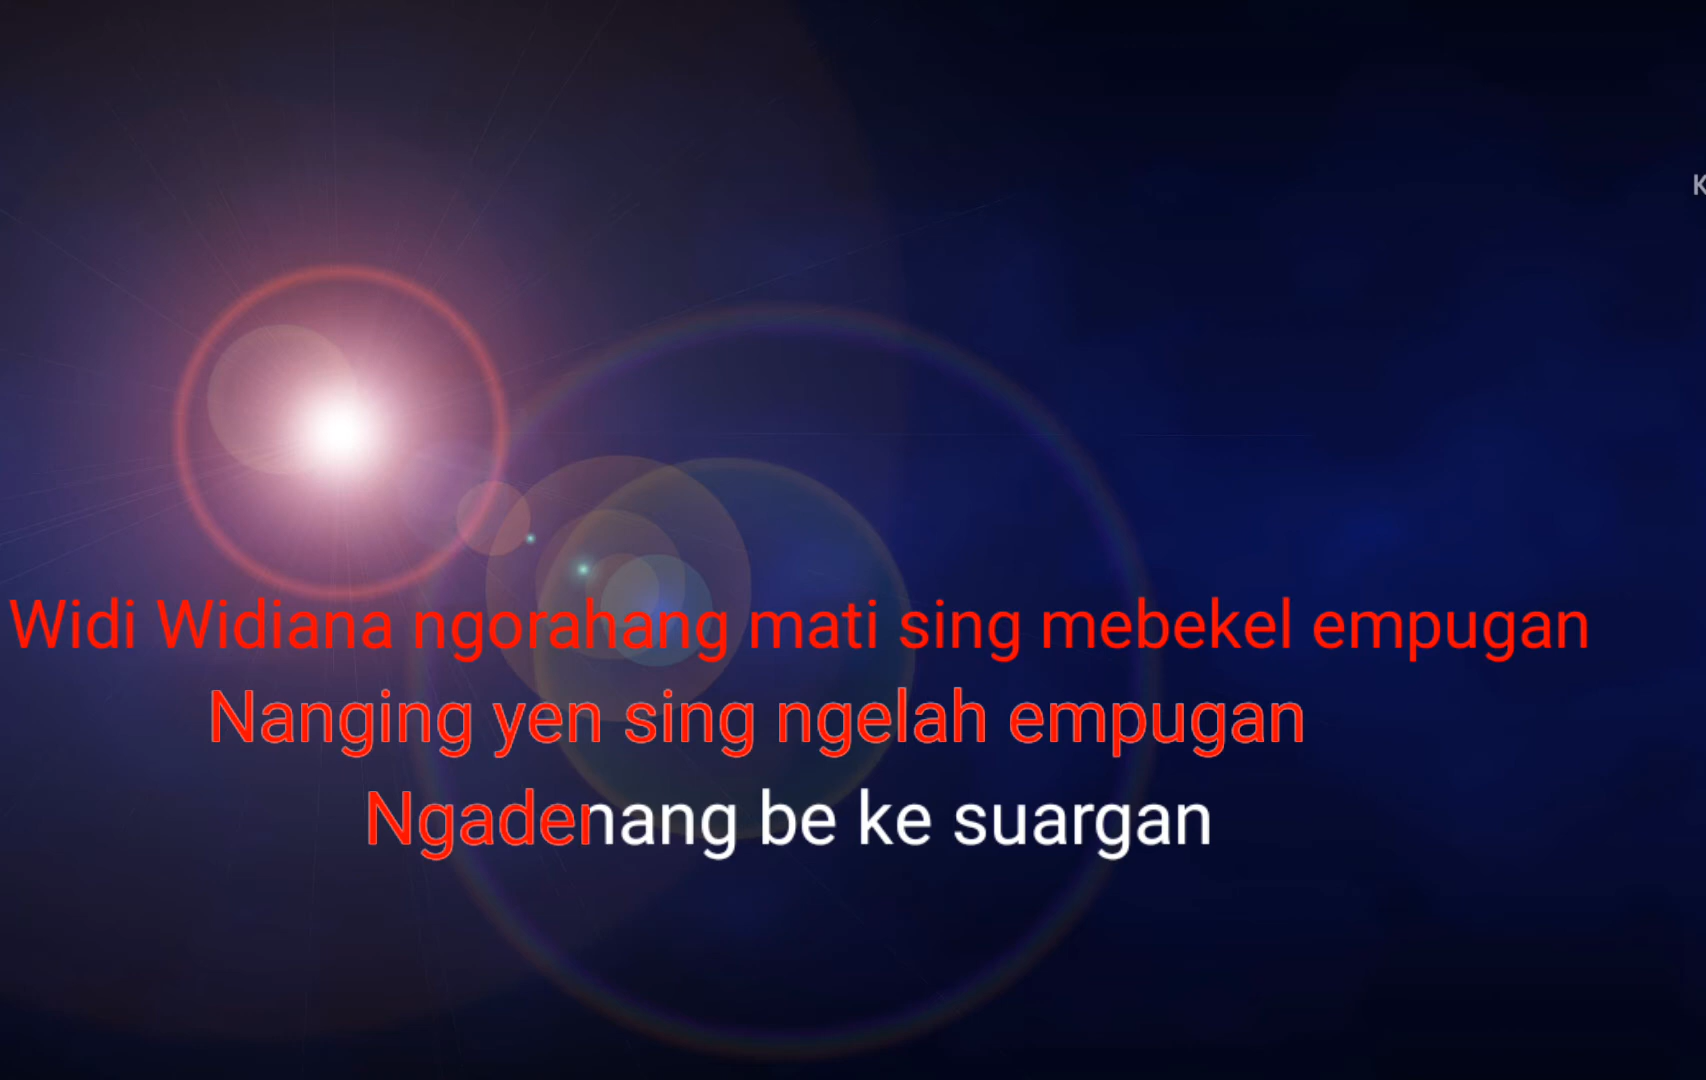 Widi Widiana ngorahang mati sing mebekel empugan
Nanging yen sing ngelah empugan
Ngadenang be ke suargan